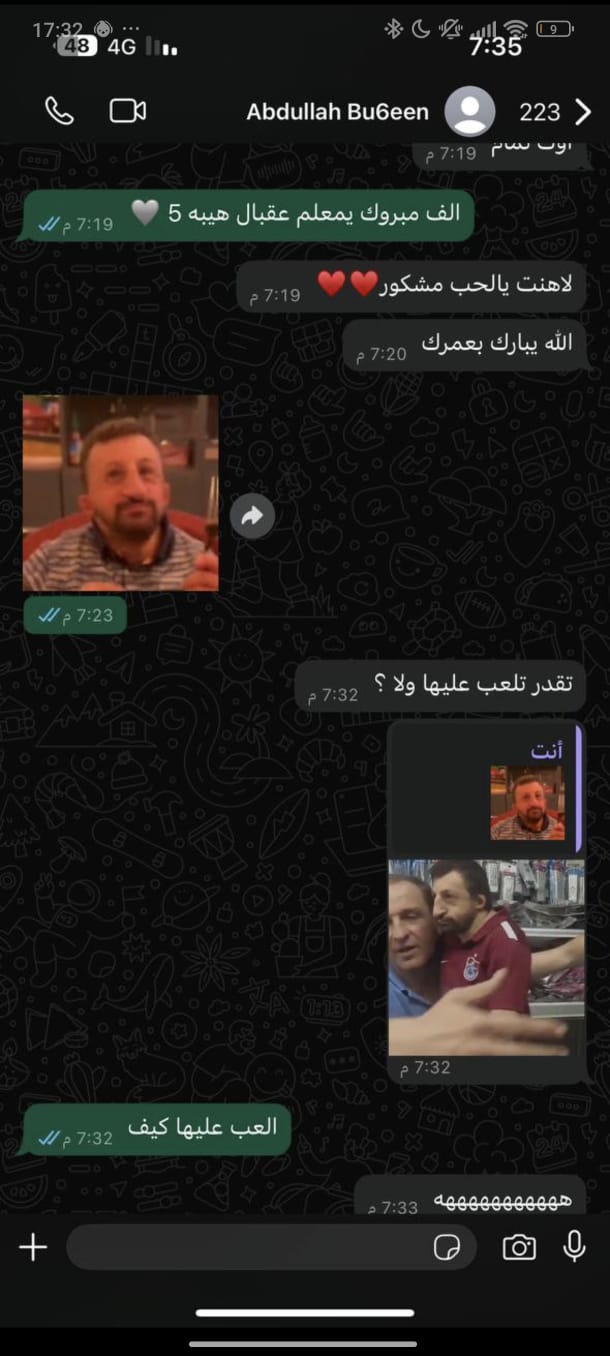 17:32
9
48 4G
7:35
Abdullah Bu6een
223
7:19 م
الف مبروك يمعلم عقبال هيبه 5 🩶
7:19 م
لاهنت يالحب مشكور ❤️❤️
7:19 م
الله يبارك بعمرك
7:20 م
7:23 م
تقدر تلعب عليها ولا ؟
7:32 م
أنت
7:32 م
العب عليها كيف
7:32 م
هههههههههههه
7:33 م